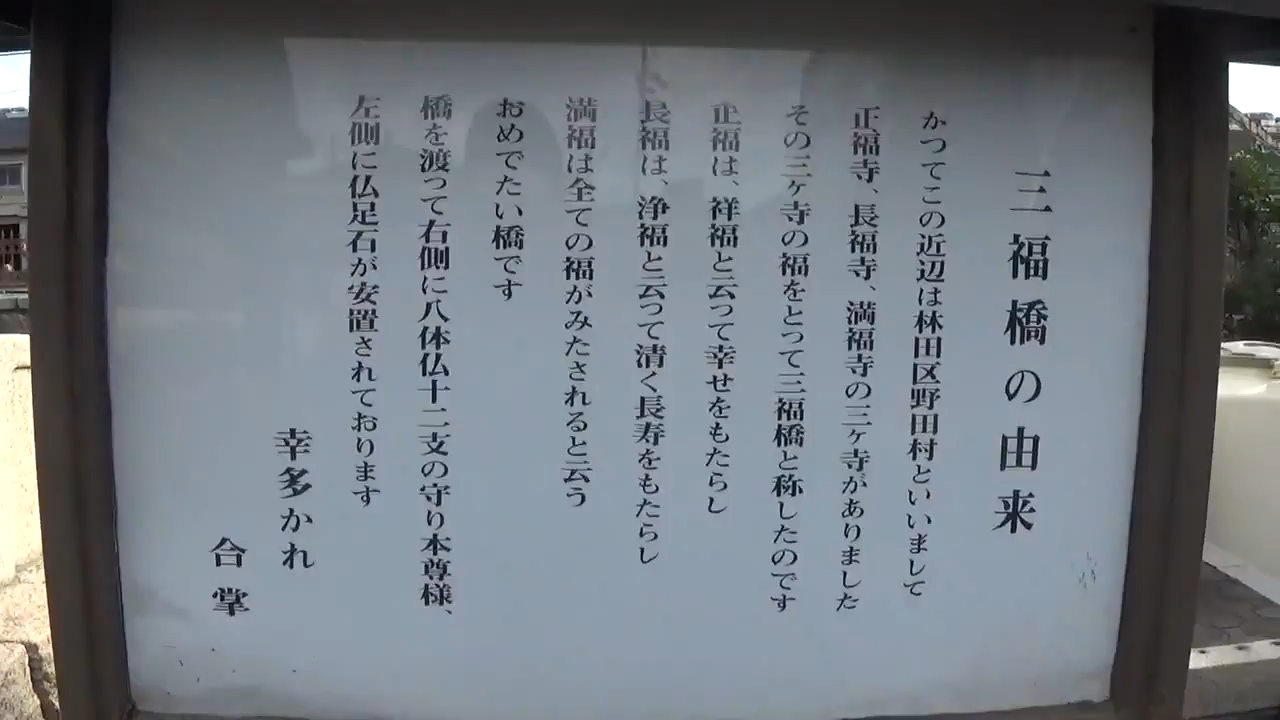 三福橋の由来
かつてこの近辺は林田区野田村といいまして
正福寺、長福寺、満福寺の三ヶ寺がありました
その三ヶ寺の福をとって三福橋と称したのです
正福は、祥福と云って幸せをもたらし
長福は、浄福と云って清く長寿をもたらし
満福は全ての福がみたされると云う
おめでたい橋です
橋を渡って右側に八体仏十二支の守り本尊様、
左側に仏足石が安置されております
幸多かれ
合掌